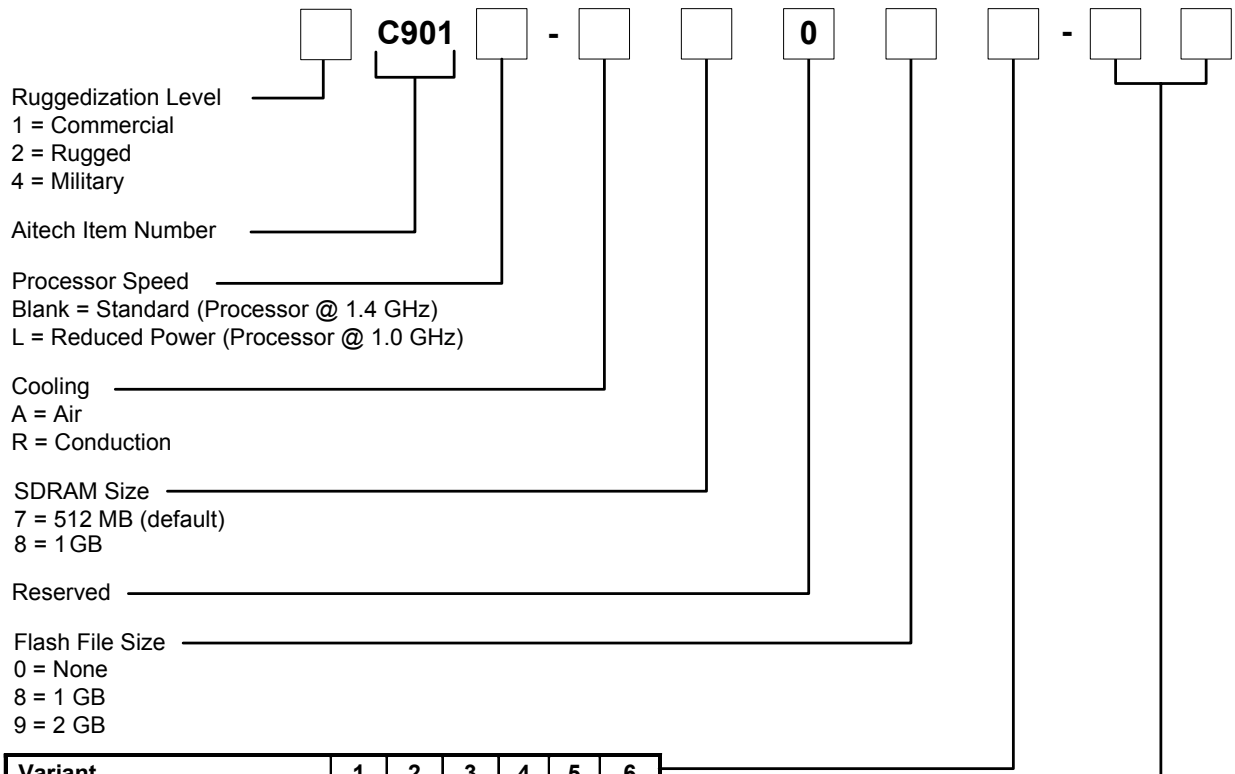 C901 - 0 -
Ruggedization Level
1 = Commercial
2 = Rugged
4 = Military
Aitech Item Number
Processor Speed
Blank = Standard (Processor @ 1.4 GHz)
L = Reduced Power (Processor @ 1.0 GHz)
Cooling
A = Air
R = Conduction
SDRAM Size
7 = 512 MB (default)
8 = 1 GB
Reserved
Flash File Size
0 = None
8 = 1 GB
9 = 2 GB
Variant 1 2 3 4 5 6